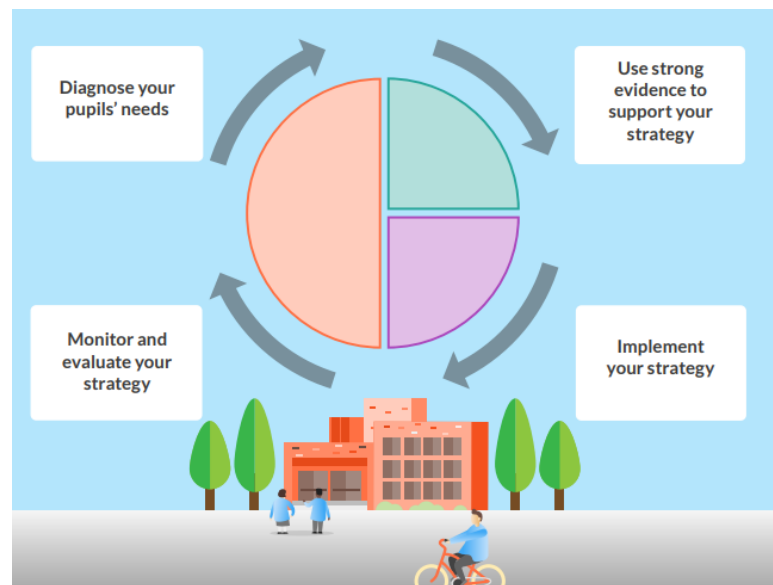 Diagnose your
pupils' needs
Use strong
evidence to
support your
strategy
Monitor and
evaluate your
strategy
Implement
your strategy